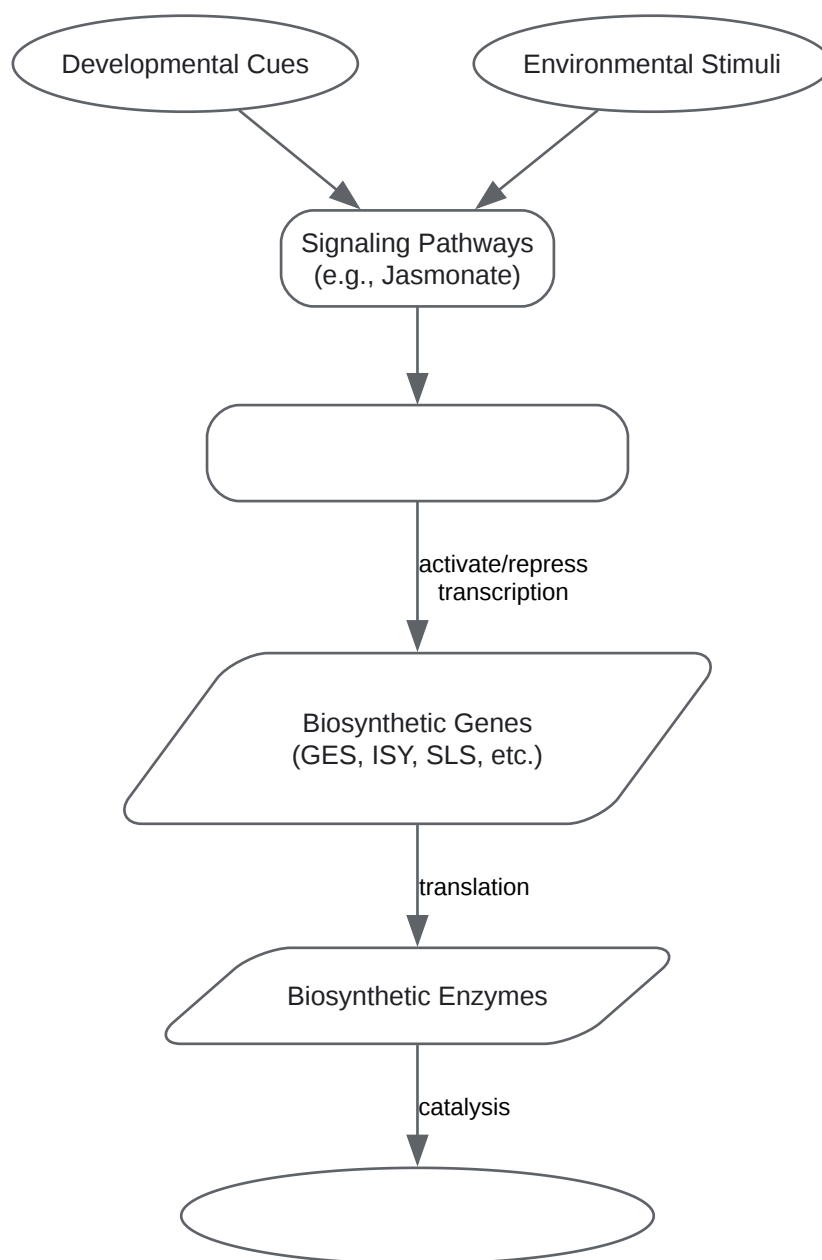 Developmental Cues
Environmental Stimuli
Signaling Pathways
(e.g., Jasmonate)
activate/repress
transcription
Biosynthetic Genes
(GES, ISY, SLS, etc.)
translation
Biosynthetic Enzymes
catalysis